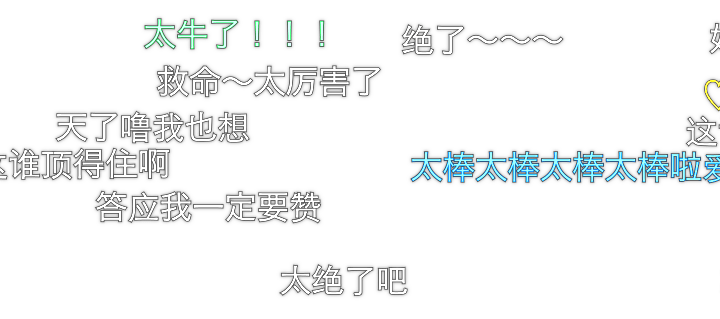 太牛了！！！
绝了～～～
救命～太厉害了
天了噜我也想
这
这谁顶得住啊
太棒太棒太棒太棒啦爱
答应我一定要赞
太绝了吧